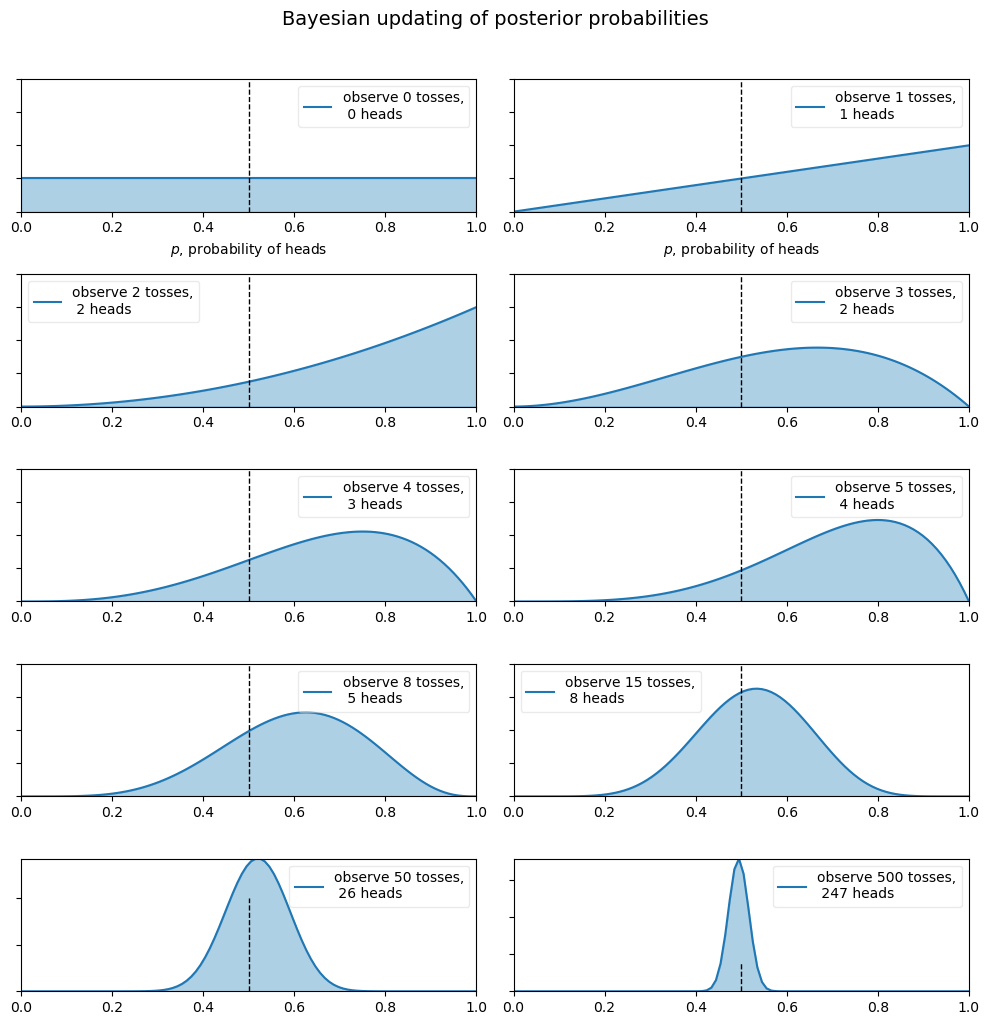 Bayesian updating of posterior probabilities
observe 0 tosses,
0 heads
0.0 0.2 0.4 0.6 0.8 1.0
p, probability of heads
observe 1 tosses,
1 heads
0.0 0.2 0.4 0.6 0.8 1.0
p, probability of heads
observe 2 tosses,
2 heads
0.0 0.2 0.4 0.6 0.8 1.0
observe 3 tosses,
2 heads
0.0 0.2 0.4 0.6 0.8 1.0
observe 4 tosses,
3 heads
0.0 0.2 0.4 0.6 0.8 1.0
observe 5 tosses,
4 heads
0.0 0.2 0.4 0.6 0.8 1.0
observe 8 tosses,
5 heads
0.0 0.2 0.4 0.6 0.8 1.0
observe 15 tosses,
8 heads
0.0 0.2 0.4 0.6 0.8 1.0
observe 50 tosses,
26 heads
0.0 0.2 0.4 0.6 0.8 1.0
observe 500 tosses,
247 heads
0.0 0.2 0.4 0.6 0.8 1.0